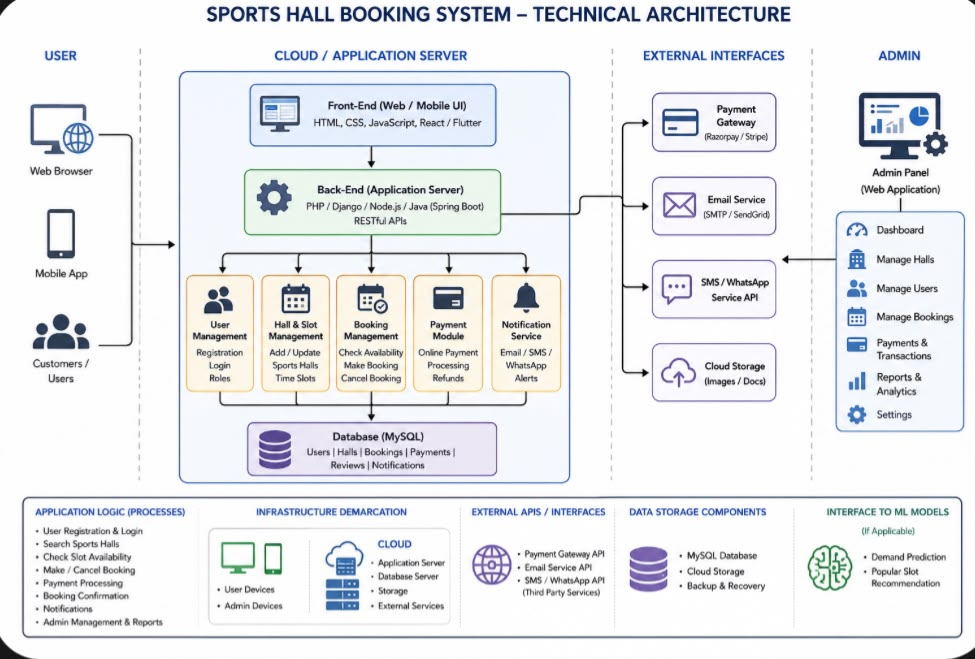 SPORTS HALL BOOKING SYSTEM – TECHNICAL ARCHITECTURE
USER
Web Browser
Mobile App
Customers /
Users
CLOUD / APPLICATION SERVER
Front-End (Web / Mobile UI)
HTML, CSS, JavaScript, React / Flutter
Back-End (Application Server)
PHP / Django / Node.js / Java (Spring Boot)
RESTful APIs
User
Management
Registration
Login
Roles
Hall & Slot
Management
Add / Update
Sports Halls
Time Slots
Booking
Management
Check Availability
Make Booking
Cancel Booking
Payment
Module
Online Payment
Processing
Refunds
Notification
Service
Email / SMS /
WhatsApp
Alerts
Database (MySQL)
Users | Halls | Bookings | Payments |
Reviews | Notifications
EXTERNAL INTERFACES
Payment
Gateway
(Razorpay / Stripe)
Email Service
(SMTP / SendGrid)
SMS / WhatsApp
Service API
Cloud Storage
(Images / Docs)
ADMIN
Admin Panel
(Web Application)
Dashboard
Manage Halls
Manage Users
Manage Bookings
Payments &
Transactions
Reports &
Analytics
Settings
APPLICATION LOGIC (PROCESSES)
• User Registration & Login
• Search Sports Halls
• Check Slot Availability
• Make / Cancel Booking
• Payment Processing
• Booking Confirmation
• Notifications
• Admin Management & Reports
INFRASTRUCTURE DEMARCATION
• User Devices
• Admin Devices
CLOUD
• Application Server
• Database Server
• Storage
• External Services
EXTERNAL APIS / INTERFACES
• Payment Gateway API
• Email Service API
• SMS / WhatsApp API
(Third Party Services)
DATA STORAGE COMPONENTS
• MySQL Database
• Cloud Storage
• Backup & Recovery
INTERFACE TO ML MODELS
(If Applicable)
• Demand Prediction
• Popular Slot
Recommendation